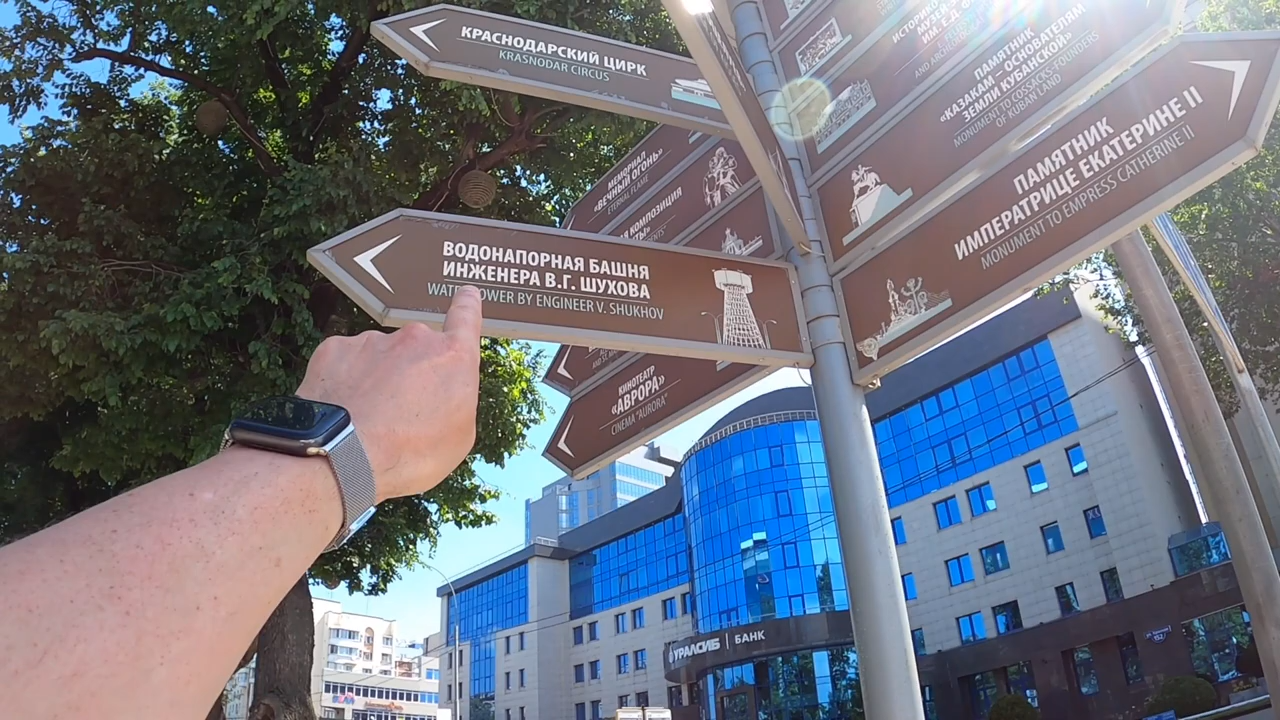 КРАСНОДАРСКИЙ ЦИРК
KRASNODAR CIRCUS
МЕМОРИАЛ
«ВЕЧНЫЙ ОГОНЬ»
ETERNAL FLAME
КОМПОЗИЦИЯ
ВОДОНАПОРНАЯ БАШНЯ
ИНЖЕНЕРА В.Г. ШУХОВА
BY ENGINEER V. SHUKHOV
КИНОТЕАТР
«АВРОРА»
CINEMA "AURORA"
ПАМЯТНИК
«КАЗАКАМ – ОСНОВАТЕЛЯМ
ЗЕМЛИ КУБАНСКОЙ»
MONUMENT TO COSSACKS-FOUNDERS
OF KUBAN LAND
ПАМЯТНИК
ИМПЕРАТРИЦЕ ЕКАТЕРИНЕ II
MONUMENT TO EMPRESS CATHERINE II
УРАЛСИБ | БАНК